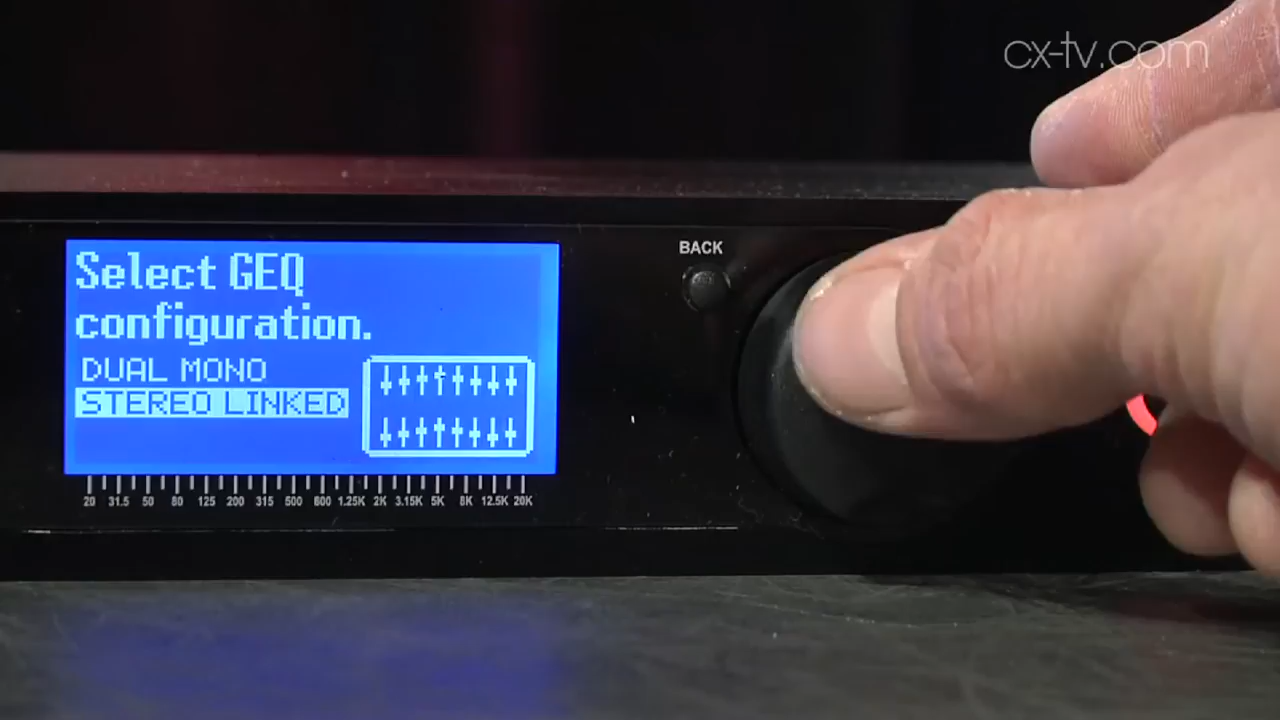 cx-tv.com
BACK
Select GEQ
configuration.
DUAL MONO
STEREO LINKED
20 31.5 50 80 125 200 315 500 800 1.25K 2K 3.15K 5K 8K 12.5K 20K